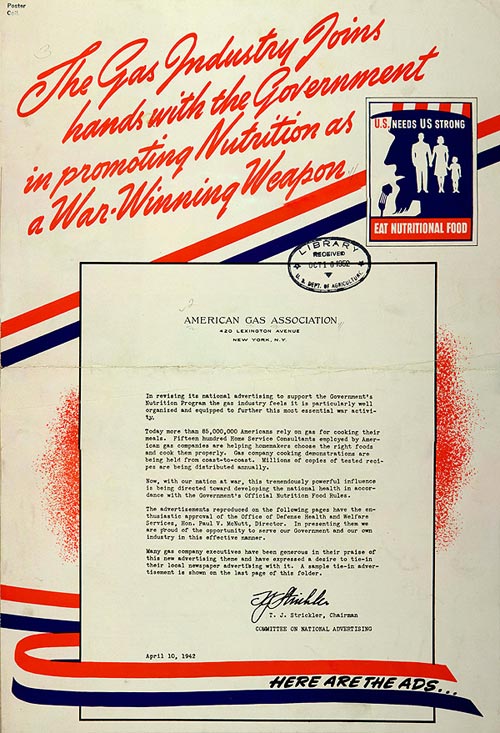 Poster
Coll.
The Gas Industry Joins
hands with the Government
in promoting Nutrition as
a War-Winning Weapon
U.S. NEEDS US STRONG
EAT NUTRITIONAL FOOD
LIBRARY
RECEIVED
U.S. DEPT. OF AGRICULTURE
AMERICAN GAS ASSOCIATION
420 LEXINGTON AVENUE
NEW YORK, N.Y.
In revising its national advertising to support the Government's
Nutrition Program the gas industry feels it is particularly well
organized and equipped to further this most essential war activi-
ty.
Today more than 85,000,000 Americans rely on gas for cooking their
meals. Fifteen hundred Home Service Consultants employed by Amer-
ican gas companies are helping homemakers choose the right foods
and cook them properly. Gas company cooking demonstrations are
being held from coast-to-coast. Millions of copies of tested reci-
pes are being distributed annually.
Now, with our nation at war, this tremendously powerful influence
is being directed toward developing the national health in accor-
dance with the Government's Official Nutrition Food Rules.
The advertisements reproduced on the following pages have the en-
thusiastic approval of the Office of Defense Health and Welfare
Services, Hon. Paul V. McNutt, Director. In presenting them we
are proud of the opportunity to serve our Government and our own
industry in this effective manner.
Many gas company executives have been generous in their praise of
this new advertising theme and have expressed a desire to tie-in
their local newspaper advertising with it. A sample tie-in adver-
tisement is shown on the last page of this folder.
T. J. Strickler
T. J. Strickler, Chairman
COMMITTEE ON NATIONAL ADVERTISING
April 10, 1942
HERE ARE THE ADS...